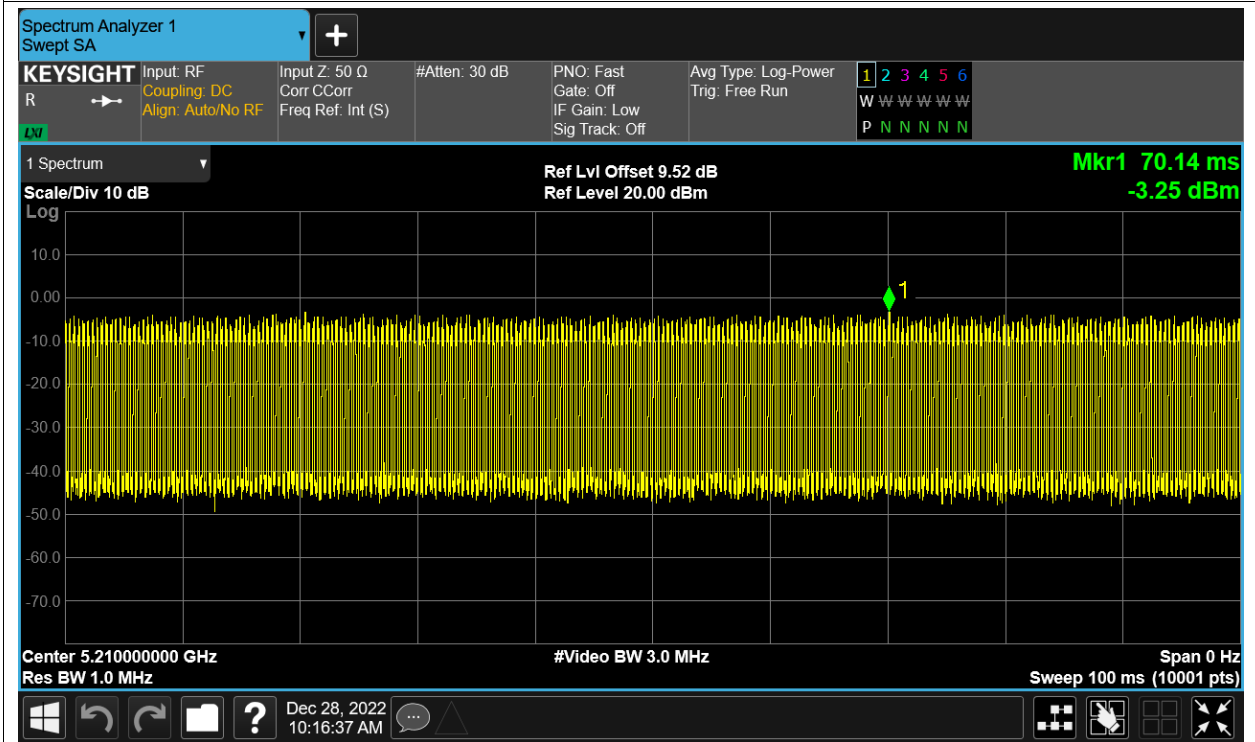 Spectrum Analyzer 1
Swept SA
KEYSIGHT Input: RF Input Z: 50 Ω #Atten: 30 dB PNO: Fast Avg Type: Log-Power 1 2 3 4 5 6
R Coupling: DC Corr CCorr Gate: Off Trig: Free Run W W W W W W
Align: Auto/No RF Freq Ref: Int (S) IF Gain: Low
LXI Sig Track: Off P N N N N N
1 Spectrum Ref Lvl Offset 9.52 dB Mkr1 70.14 ms
Scale/Div 10 dB Ref Level 20.00 dBm -3.25 dBm
Log
10.0
0.00 1
-10.0
-20.0
-30.0
-40.0
-50.0
-60.0
-70.0
Center 5.210000000 GHz #Video BW 3.0 MHz Span 0 Hz
Res BW 1.0 MHz Sweep 100 ms (10001 pts)
? Dec 28, 2022
10:16:37 AM